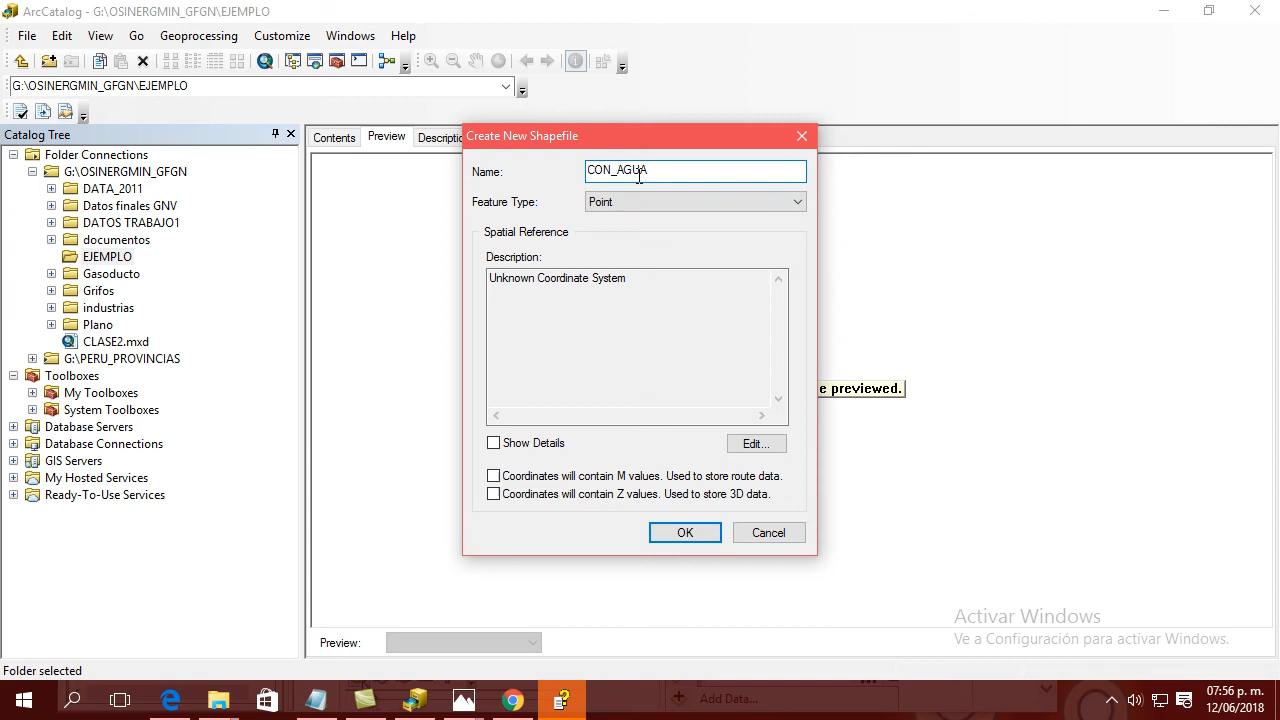 ArcCatalog - G:\OSINERGMIN_GFGN\EJEMPLO
File Edit View Go Geoprocessing Customize Windows Help
G:\OSINERGMIN_GFGN\EJEMPLO
Catalog Tree
Folder Connections
G:\OSINERGMIN_GFGN
DATA_2011
Datos finales GNV
DATOS TRABAJO1
documentos
EJEMPLO
Gasoducto
Grifos
industrias
Plano
CLASE2.mxd
G:\PERU_PROVINCIAS
Toolboxes
My Toolboxes
System Toolboxes
Database Servers
Database Connections
GIS Servers
My Hosted Services
Ready-To-Use Services
Contents Preview Descripti
Create New Shapefile
Name: CON_AGUA
Feature Type: Point
Spatial Reference
Description:
Unknown Coordinate System
Show Details Edit...
Coordinates will contain M values. Used to store route data.
Coordinates will contain Z values. Used to store 3D data.
OK Cancel
e previewed.
Activar Windows
Ve a Configuración para activar Windows.
Preview:
Folder selected
Add Data...
07:56 p. m.
12/06/2018